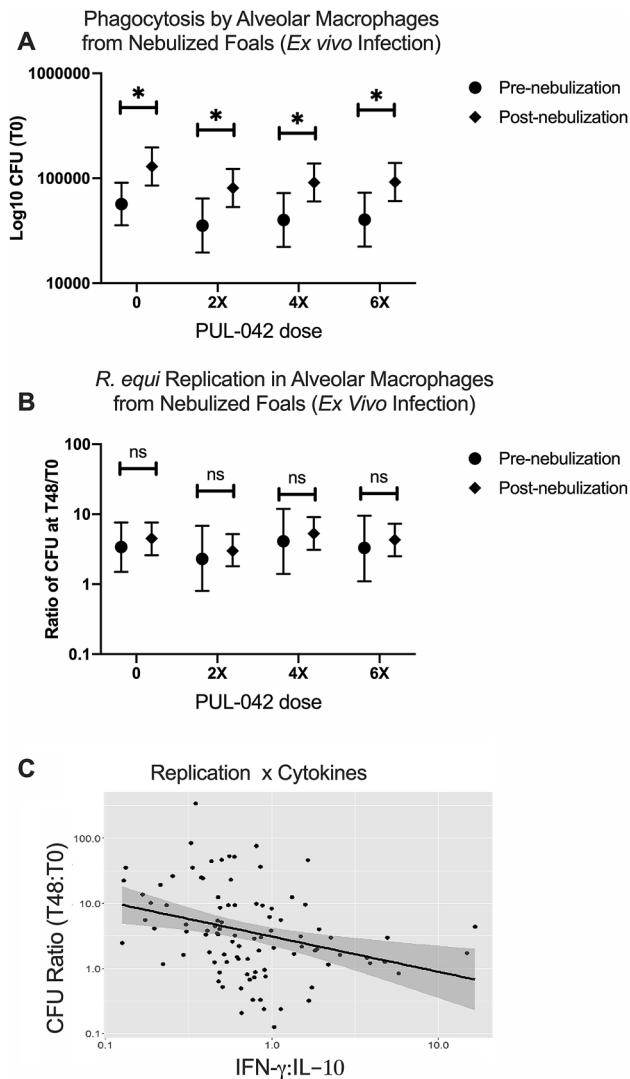 A
Phagocytosis by Alveolar Macrophages
from Nebulized Foals (Ex vivo Infection)
Log10 CFU (T0)
1000000
100000
10000
*
*
*
*
0
2X
4X
6X
PUL-042 dose
Pre-nebulization
Post-nebulization
B
R. equi Replication in Alveolar Macrophages
from Nebulized Foals (Ex Vivo Infection)
Ratio of CFU at T48/T0
100
10
1
0.1
ns
ns
ns
ns
0
2X
4X
6X
PUL-042 dose
Pre-nebulization
Post-nebulization
C
Replication x Cytokines
CFU Ratio (T48:T0)
100.0
10.0
1.0
0.1
0.1
1.0
10.0
IFN-γ:IL-10